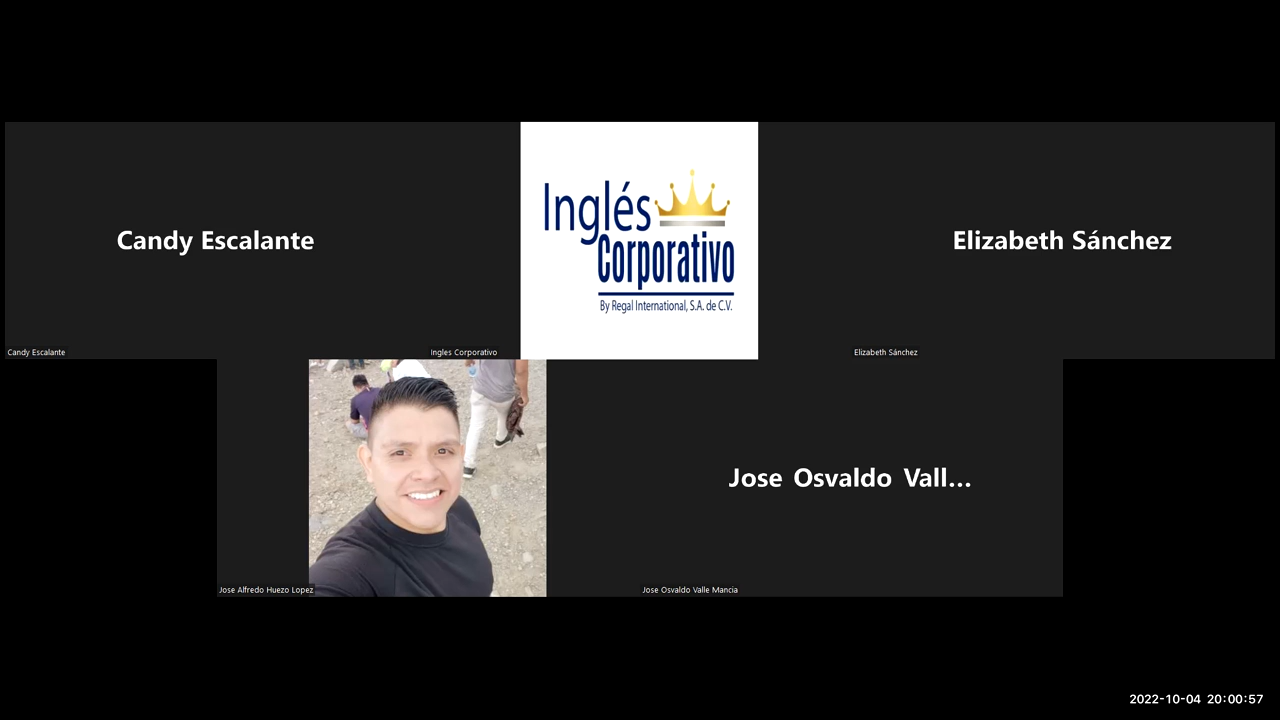 Candy Escalante
Inglés
Corporativo
By Regal International, S.A. de C.V.
Elizabeth Sánchez
Candy Escalante
Ingles Corporativo
Elizabeth Sánchez
Jose Osvaldo Vall...
Jose Alfredo Huezo Lopez
Jose Osvaldo Valle Mancia
2022-10-04 20:00:57